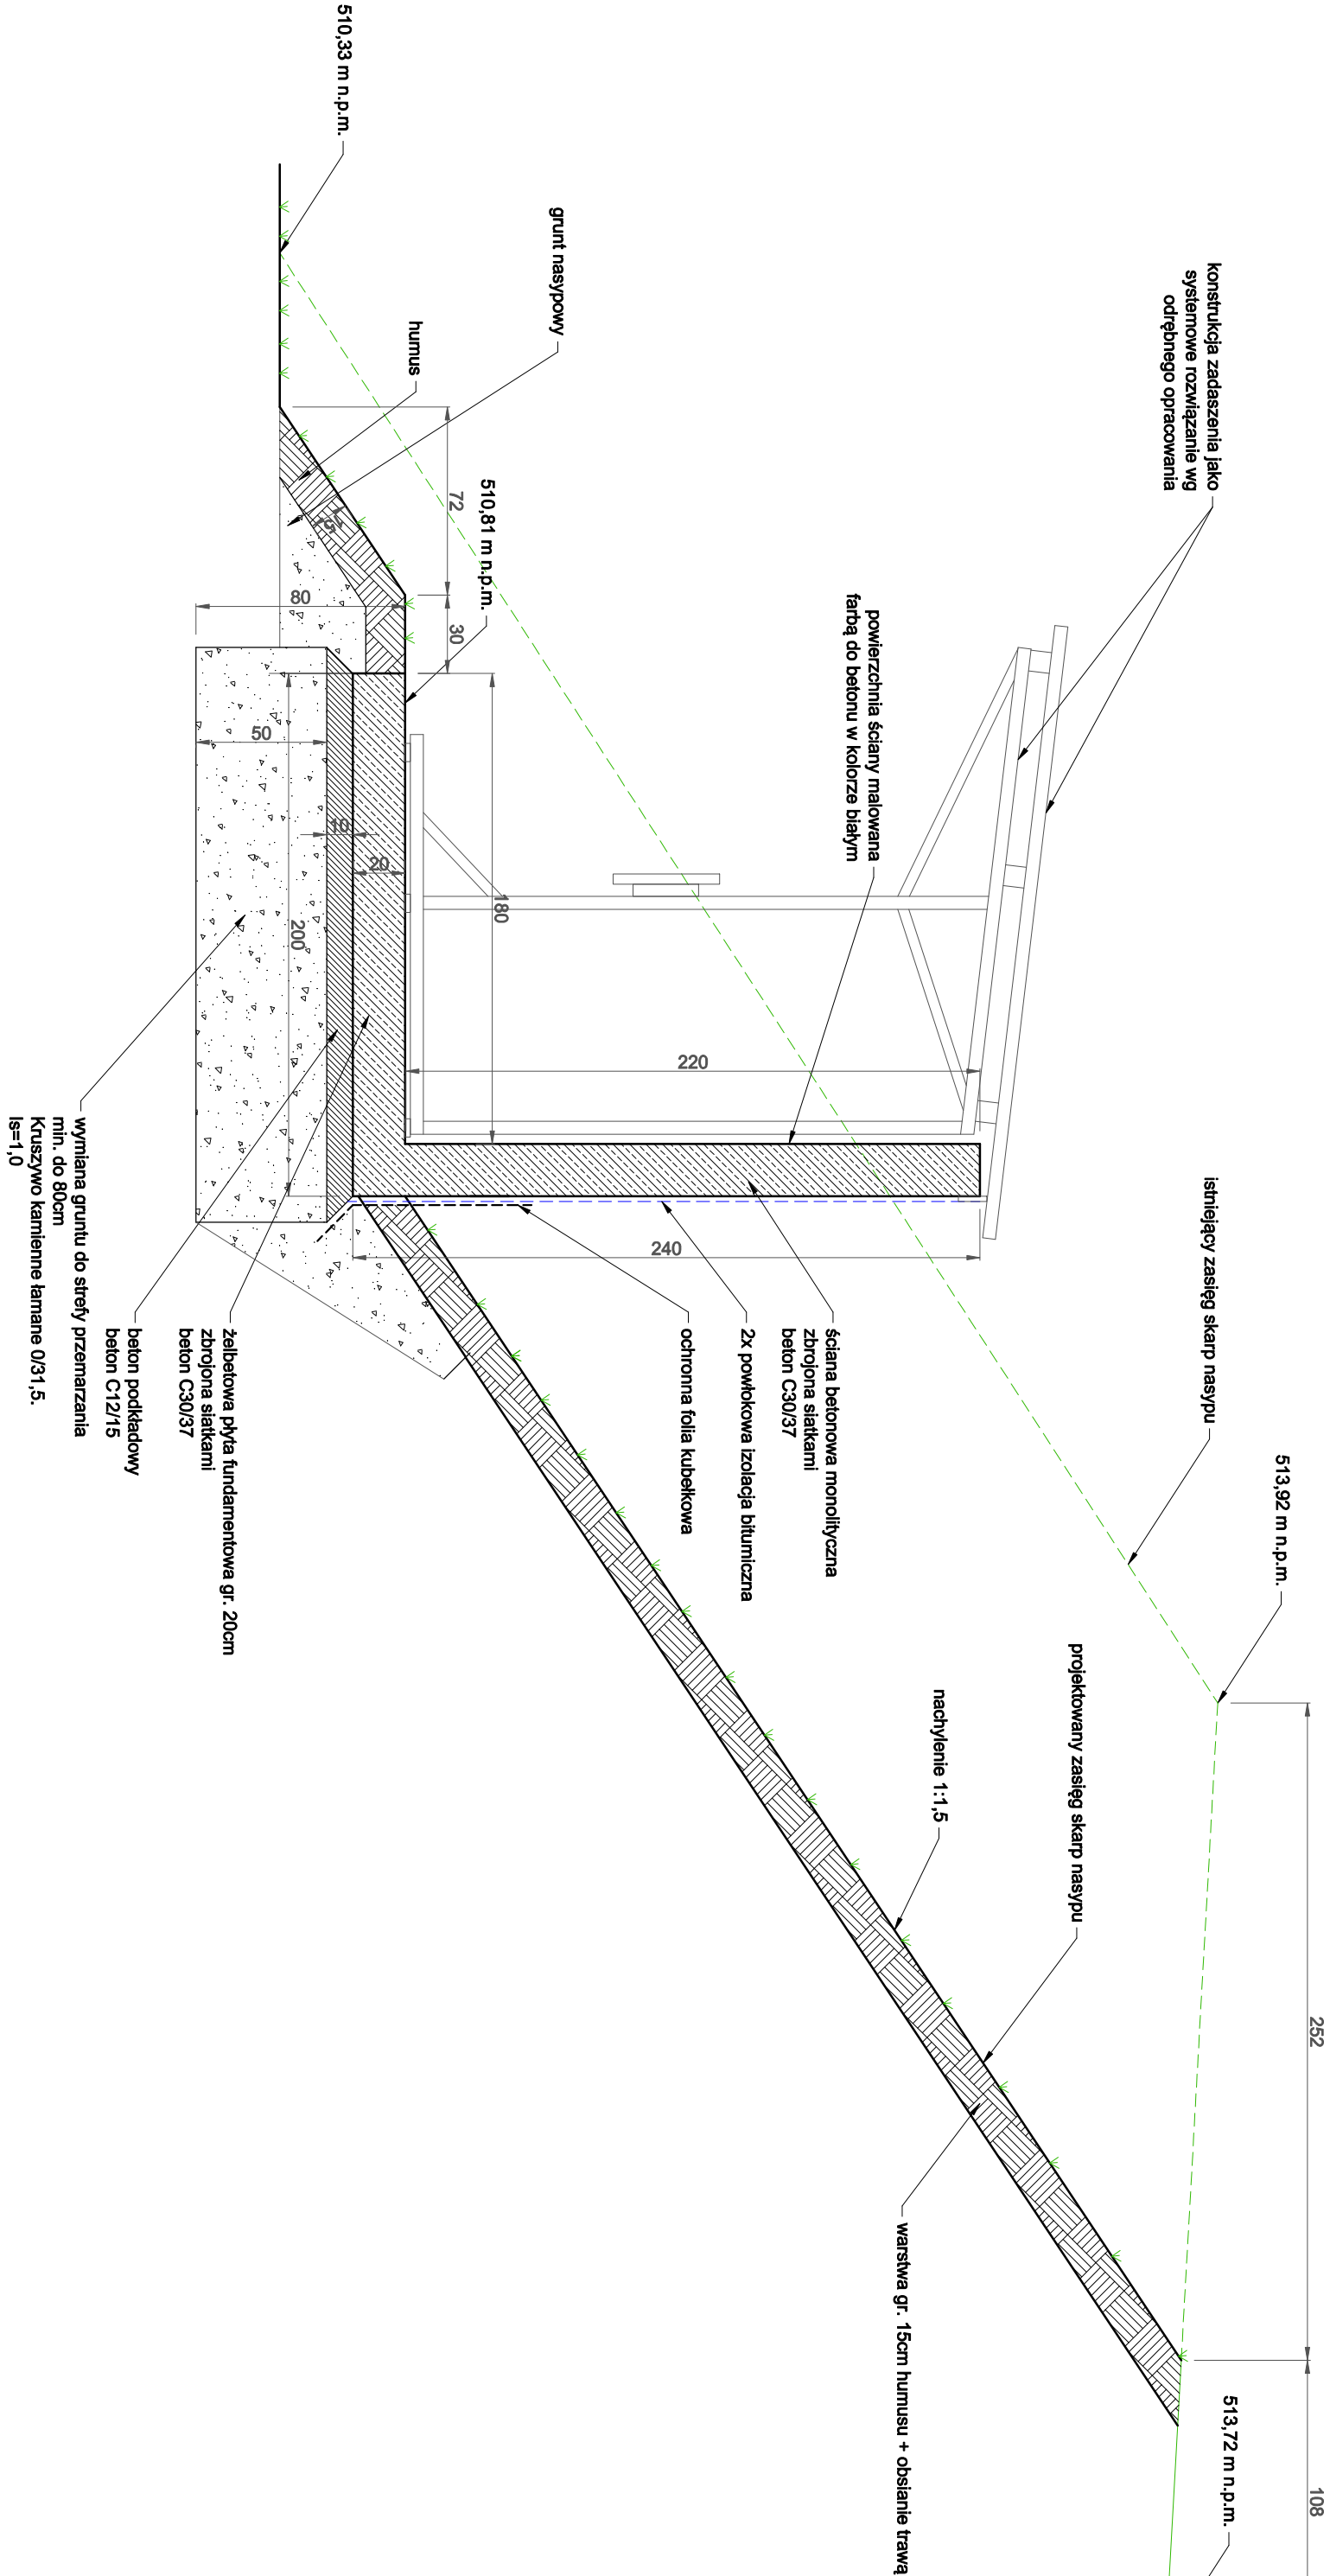 510,33 m n.p.m.
grunt nasypowy
humus
konstrukcja zadaszenia jako
systemowe rozwiązanie wg
odrębnego opracowania
72
15
510,81 m n.p.m.
30
80
50
10
20
180
200
powierzchnia ściany malowana
farbą do betonu w kolorze białym
220
240
istniejący zasięg skarp nasypu
513,92 m n.p.m.
ściana betonowa monolityczna
zbrojona siatkami
beton C30/37
2x powłokowa izolacja bitumiczna
ochronna folia kubełkowa
żelbetowa płyta fundamentowa gr. 20cm
zbrojona siatkami
beton C30/37
beton podkładowy
beton C12/15
wymiana gruntu do strefy przemarzania
min. do 80cm
Kruszywo kamienne łamane 0/31,5.
Is=1,0
projektowany zasięg skarp nasypu
nachylenie 1:1,5
252
warstwa gr. 15cm humusu + obsianie trawą
513,72 m n.p.m.
108